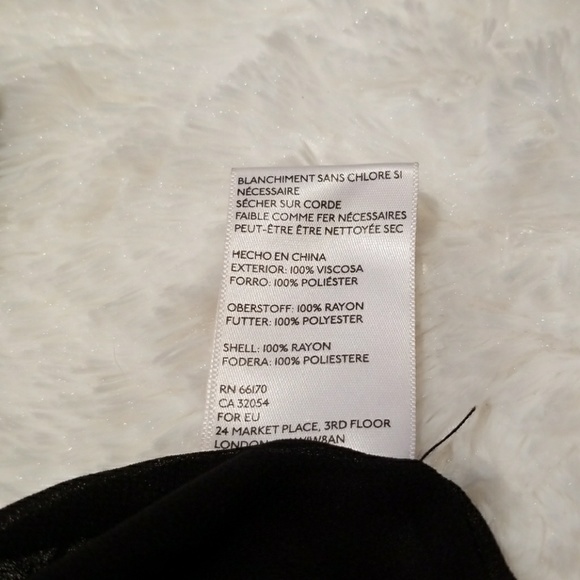 BLANCHIMENT SANS CHLORE SI
NÉCESSAIRE
SÉCHER SUR CORDE
FAIBLE COMME FER NÉCESSAIRES
PEUT-ÊTRE ÊTRE NETTOYÉE SEC
HECHO EN CHINA
EXTERIOR: 100% VISCOSA
FORRO: 100% POLIÉSTER
OBERSTOFF: 100% RAYON
FUTTER: 100% POLYESTER
SHELL: 100% RAYON
FODERA: 100% POLIESTERE
RN 66170
CA 32054
FOR EU
24 MARKET PLACE, 3RD FLOOR
LONDON